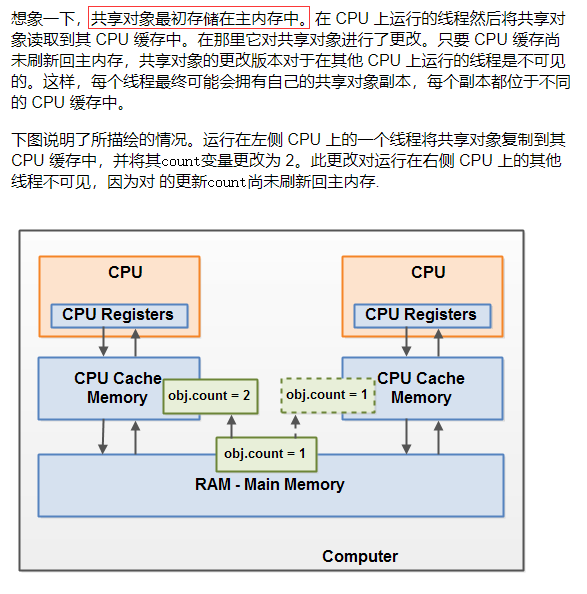 想象一下，共享对象最初存储在主内存中。在 CPU 上运行的线程然后将共享对
象读取到其 CPU 缓存中。在那里它对共享对象进行了更改。只要 CPU 缓存尚
未刷新回主内存，共享对象的更改版本对于在其他 CPU 上运行的线程是不可见
的。这样，每个线程最终可能会拥有自己的共享对象副本，每个副本都位于不同
的 CPU 缓存中。
下图说明了所描绘的情况。运行在左侧 CPU 上的一个线程将共享对象复制到其
CPU 缓存中，并将其count变量更改为 2。此更改对运行在右侧 CPU 上的其他
线程不可见，因为对 的更新count尚未刷新回主内存.
CPU
CPU
CPU Registers
CPU Registers
CPU Cache
Memory
CPU Cache
Memory
obj.count = 2
obj.count = 1
obj.count = 1
RAM - Main Memory
Computer